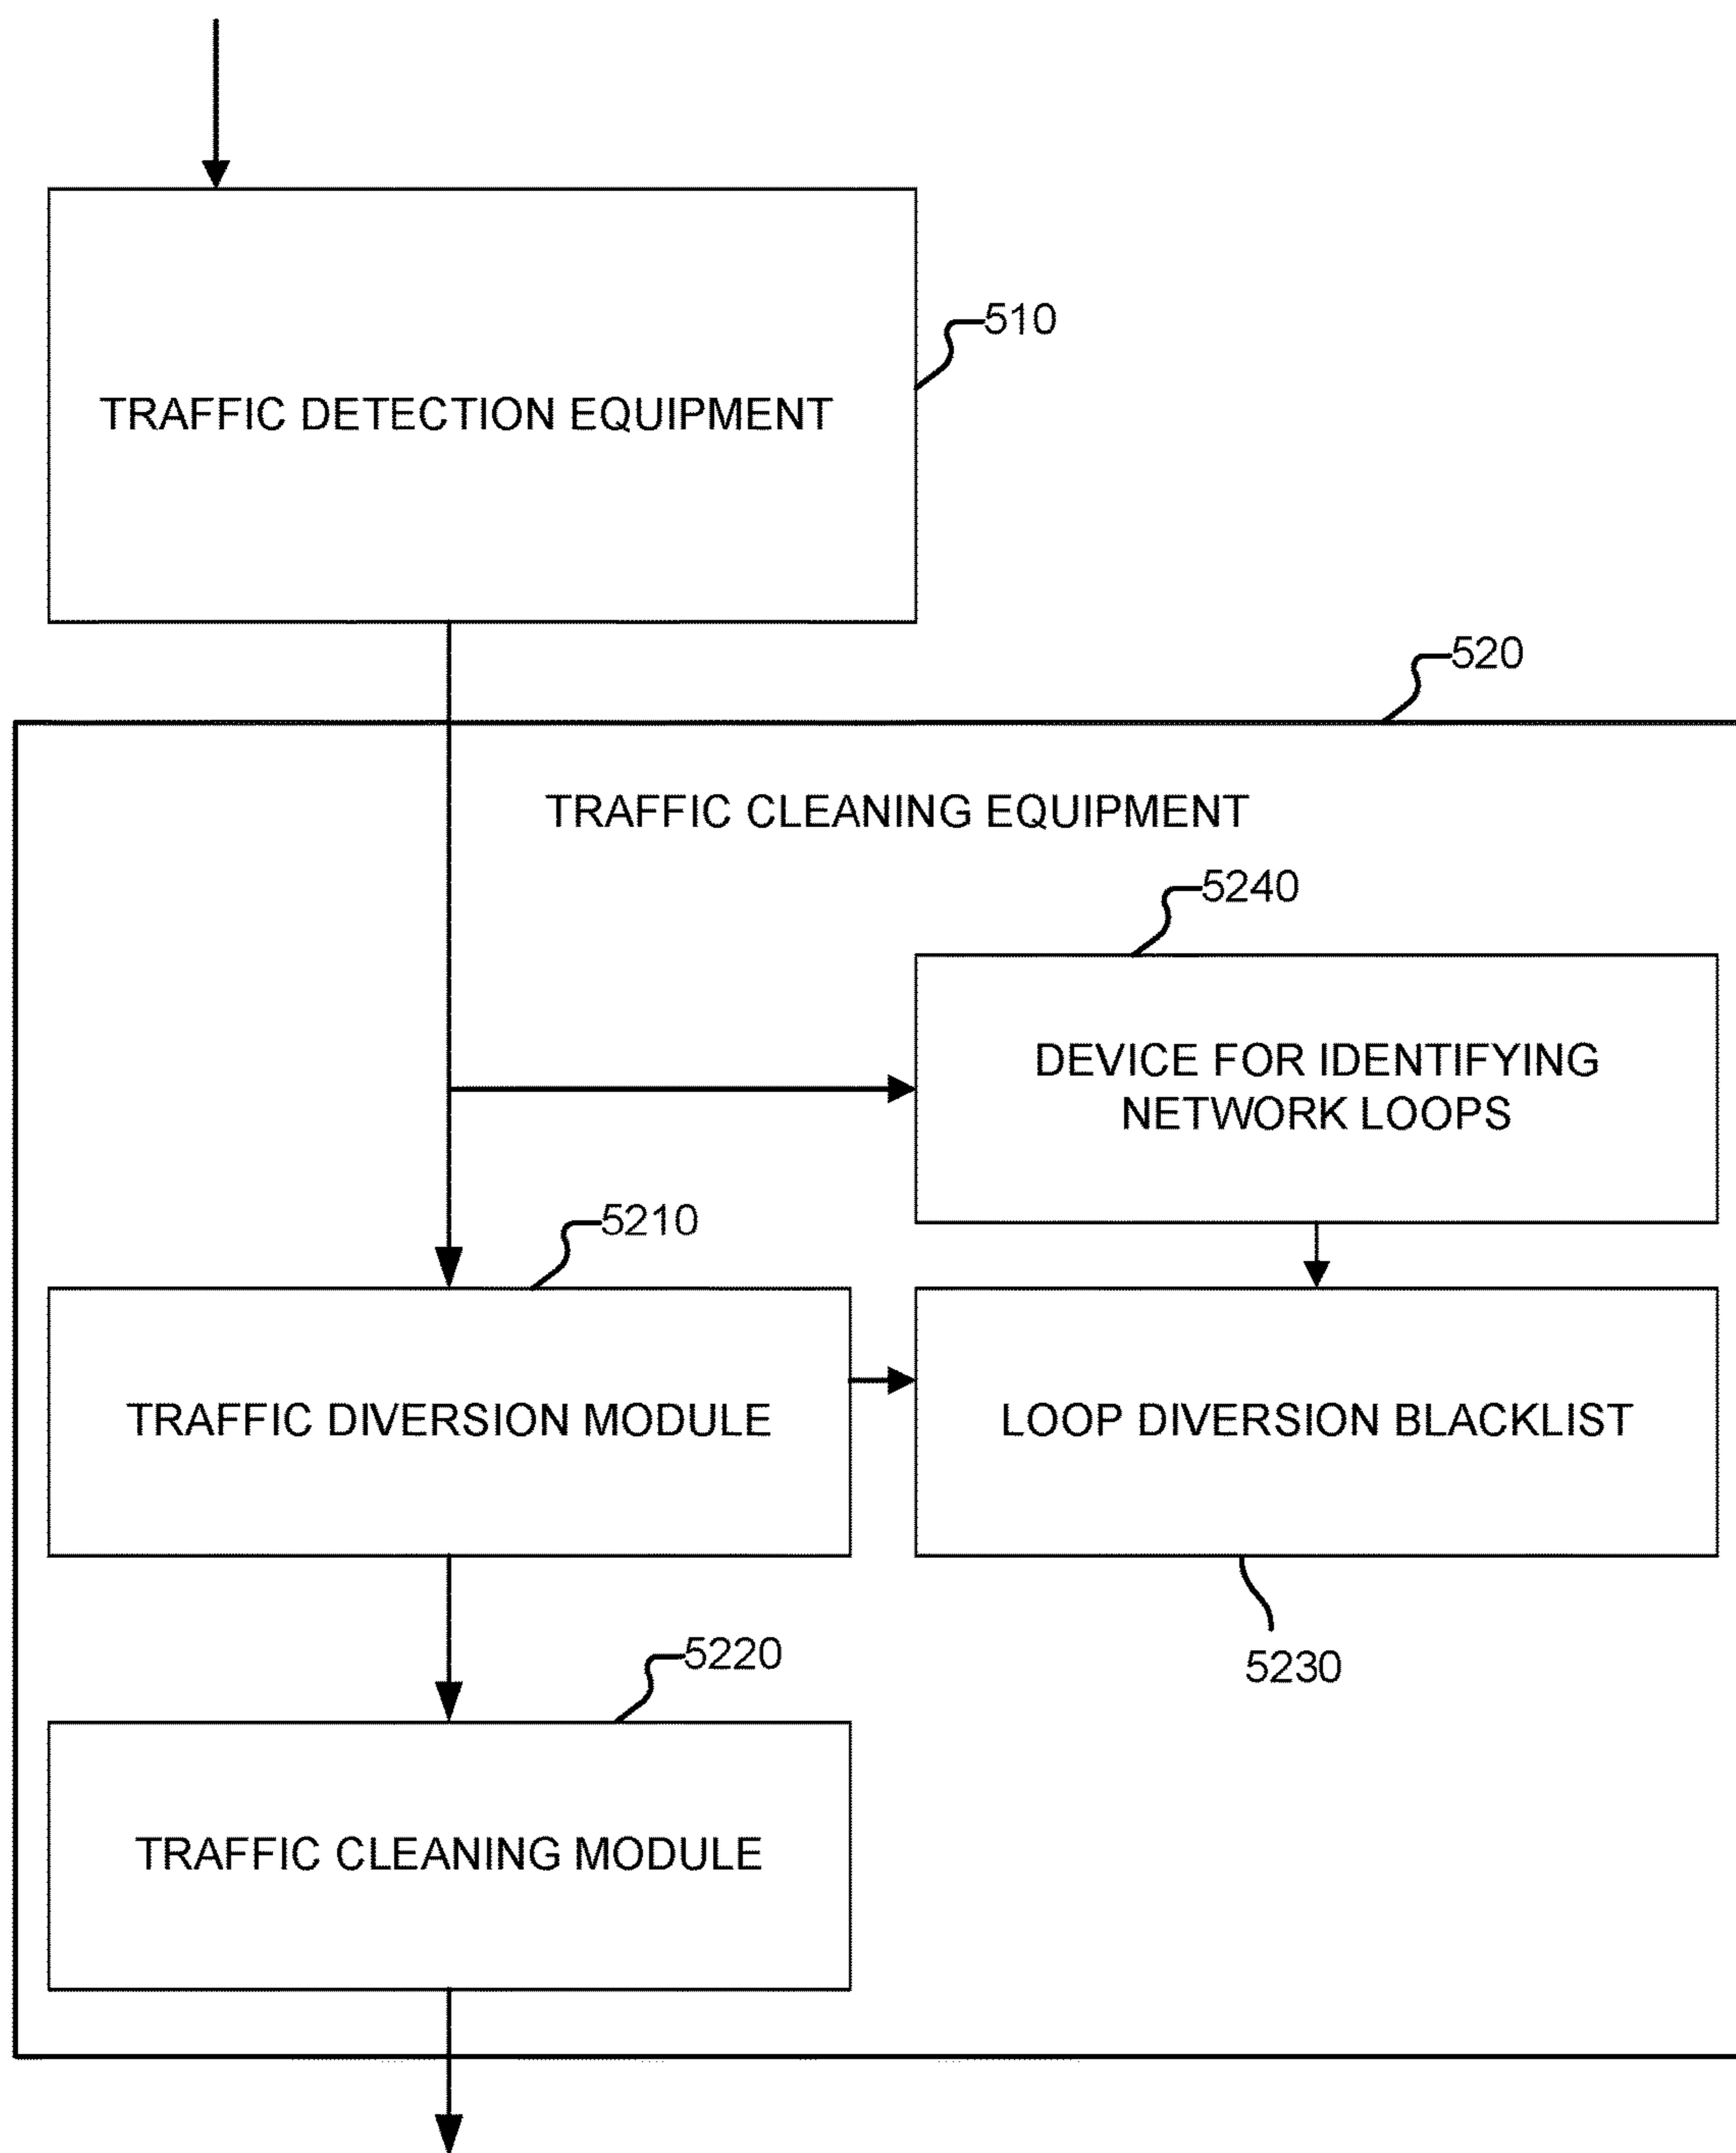 510
TRAFFIC DETECTION EQUIPMENT
520
TRAFFIC CLEANING EQUIPMENT
5240
DEVICE FOR IDENTIFYING
NETWORK LOOPS
5210
TRAFFIC DIVERSION MODULE
LOOP DIVERSION BLACKLIST
5220
5230
TRAFFIC CLEANING MODULE